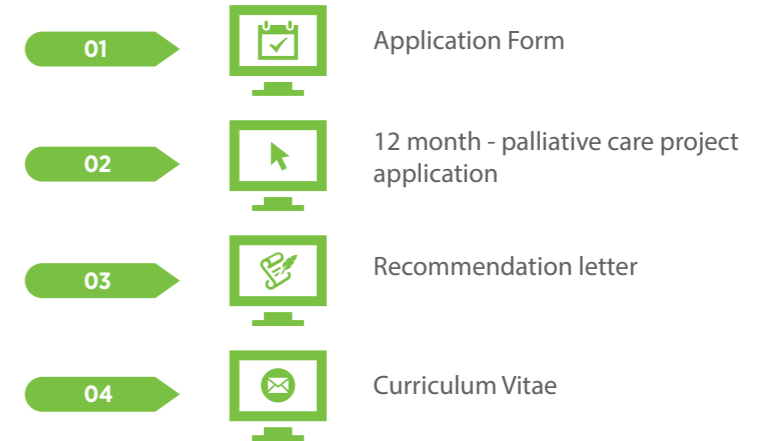 01
Application Form
02
12 month - palliative care project
application
03
Recommendation letter
04
Curriculum Vitae